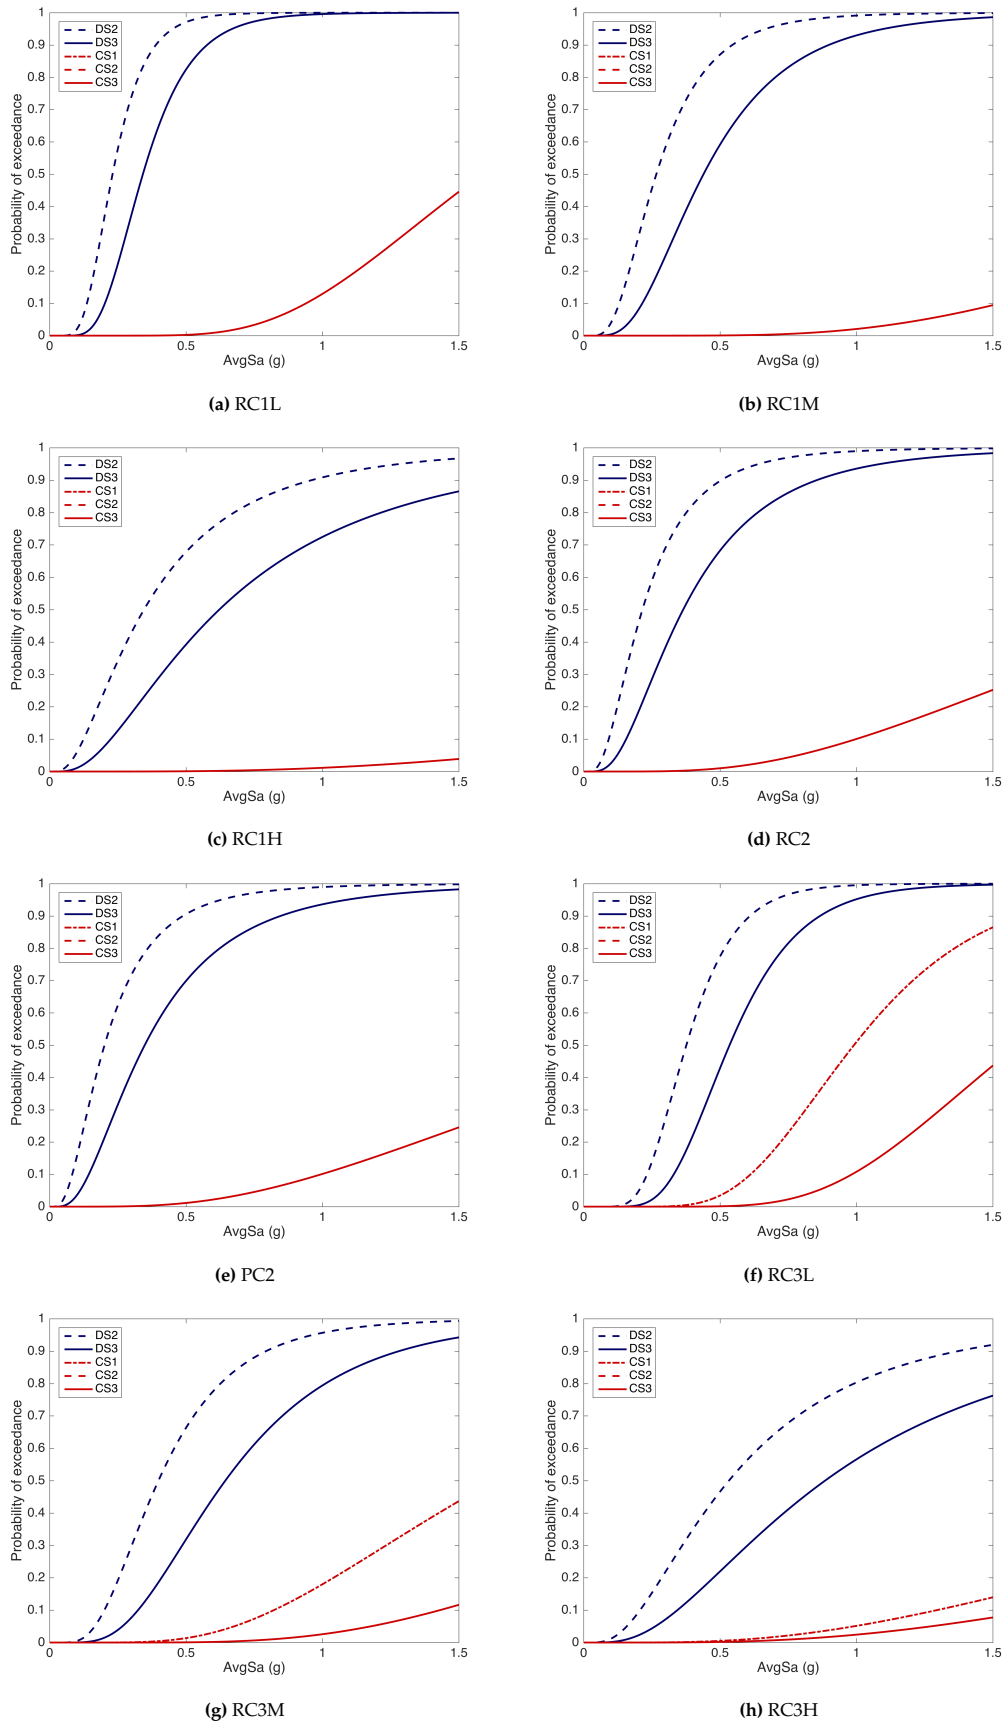 1
0.9
0.8
0.7
0.6
0.5
0.4
0.3
0.2
0.1
0
Probability of exceedance
DS2
DS3
CS1
CS2
CS3
0 0.5 1 1.5
AvgSa (g)
(a) RC1L
1
0.9
0.8
0.7
0.6
0.5
0.4
0.3
0.2
0.1
0
Probability of exceedance
DS2
DS3
CS1
CS2
CS3
0 0.5 1 1.5
AvgSa (g)
(b) RC1M
1
0.9
0.8
0.7
0.6
0.5
0.4
0.3
0.2
0.1
0
Probability of exceedance
DS2
DS3
CS1
CS2
CS3
0 0.5 1 1.5
AvgSa (g)
(c) RC1H
1
0.9
0.8
0.7
0.6
0.5
0.4
0.3
0.2
0.1
0
Probability of exceedance
DS2
DS3
CS1
CS2
CS3
0 0.5 1 1.5
AvgSa (g)
(d) RC2
1
0.9
0.8
0.7
0.6
0.5
0.4
0.3
0.2
0.1
0
Probability of exceedance
DS2
DS3
CS1
CS2
CS3
0 0.5 1 1.5
AvgSa (g)
(e) PC2
1
0.9
0.8
0.7
0.6
0.5
0.4
0.3
0.2
0.1
0
Probability of exceedance
DS2
DS3
CS1
CS2
CS3
0 0.5 1 1.5
AvgSa (g)
(f) RC3L
1
0.9
0.8
0.7
0.6
0.5
0.4
0.3
0.2
0.1
0
Probability of exceedance
DS2
DS3
CS1
CS2
CS3
0 0.5 1 1.5
AvgSa (g)
(g) RC3M
1
0.9
0.8
0.7
0.6
0.5
0.4
0.3
0.2
0.1
0
Probability of exceedance
DS2
DS3
CS1
CS2
CS3
0 0.5 1 1.5
AvgSa (g)
(h) RC3H